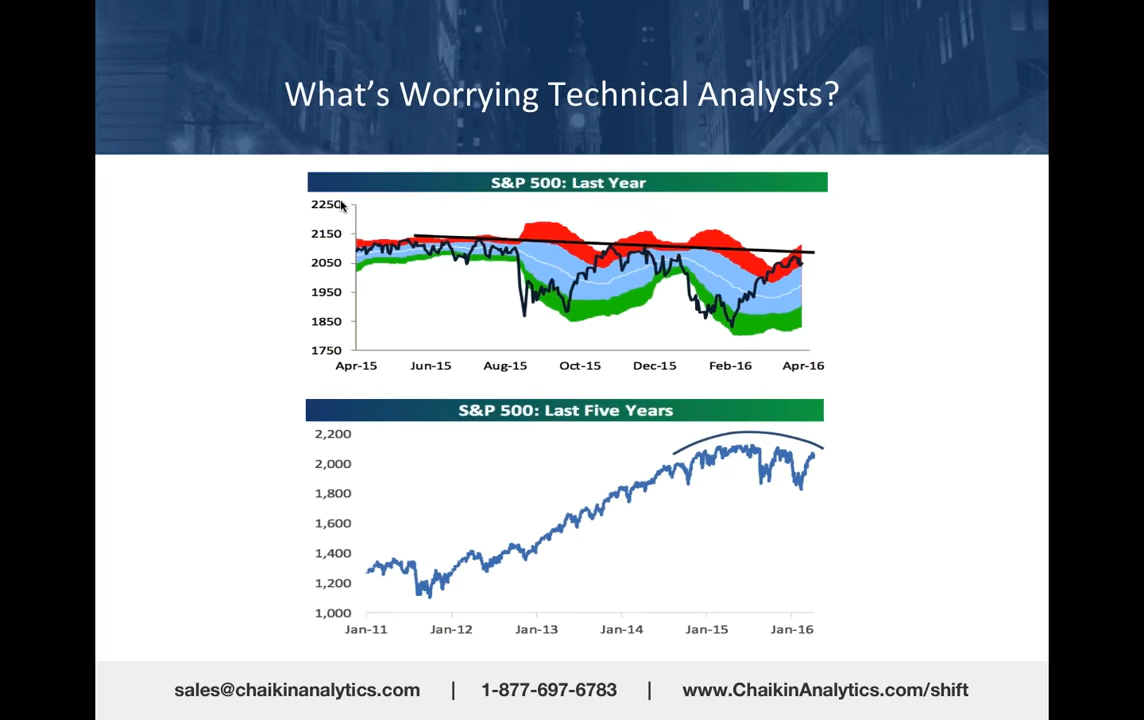 What's Worrying Technical Analysts?
S&P 500: Last Year
2250
2150
2050
1950
1850
1750
Apr-15 Jun-15 Aug-15 Oct-15 Dec-15 Feb-16 Apr-16
S&P 500: Last Five Years
2,200
2,000
1,800
1,600
1,400
1,200
1,000
Jan-11 Jan-12 Jan-13 Jan-14 Jan-15 Jan-16
sales@chaikinanalytics.com | 1-877-697-6783 | www.ChaikinAnalytics.com/shift